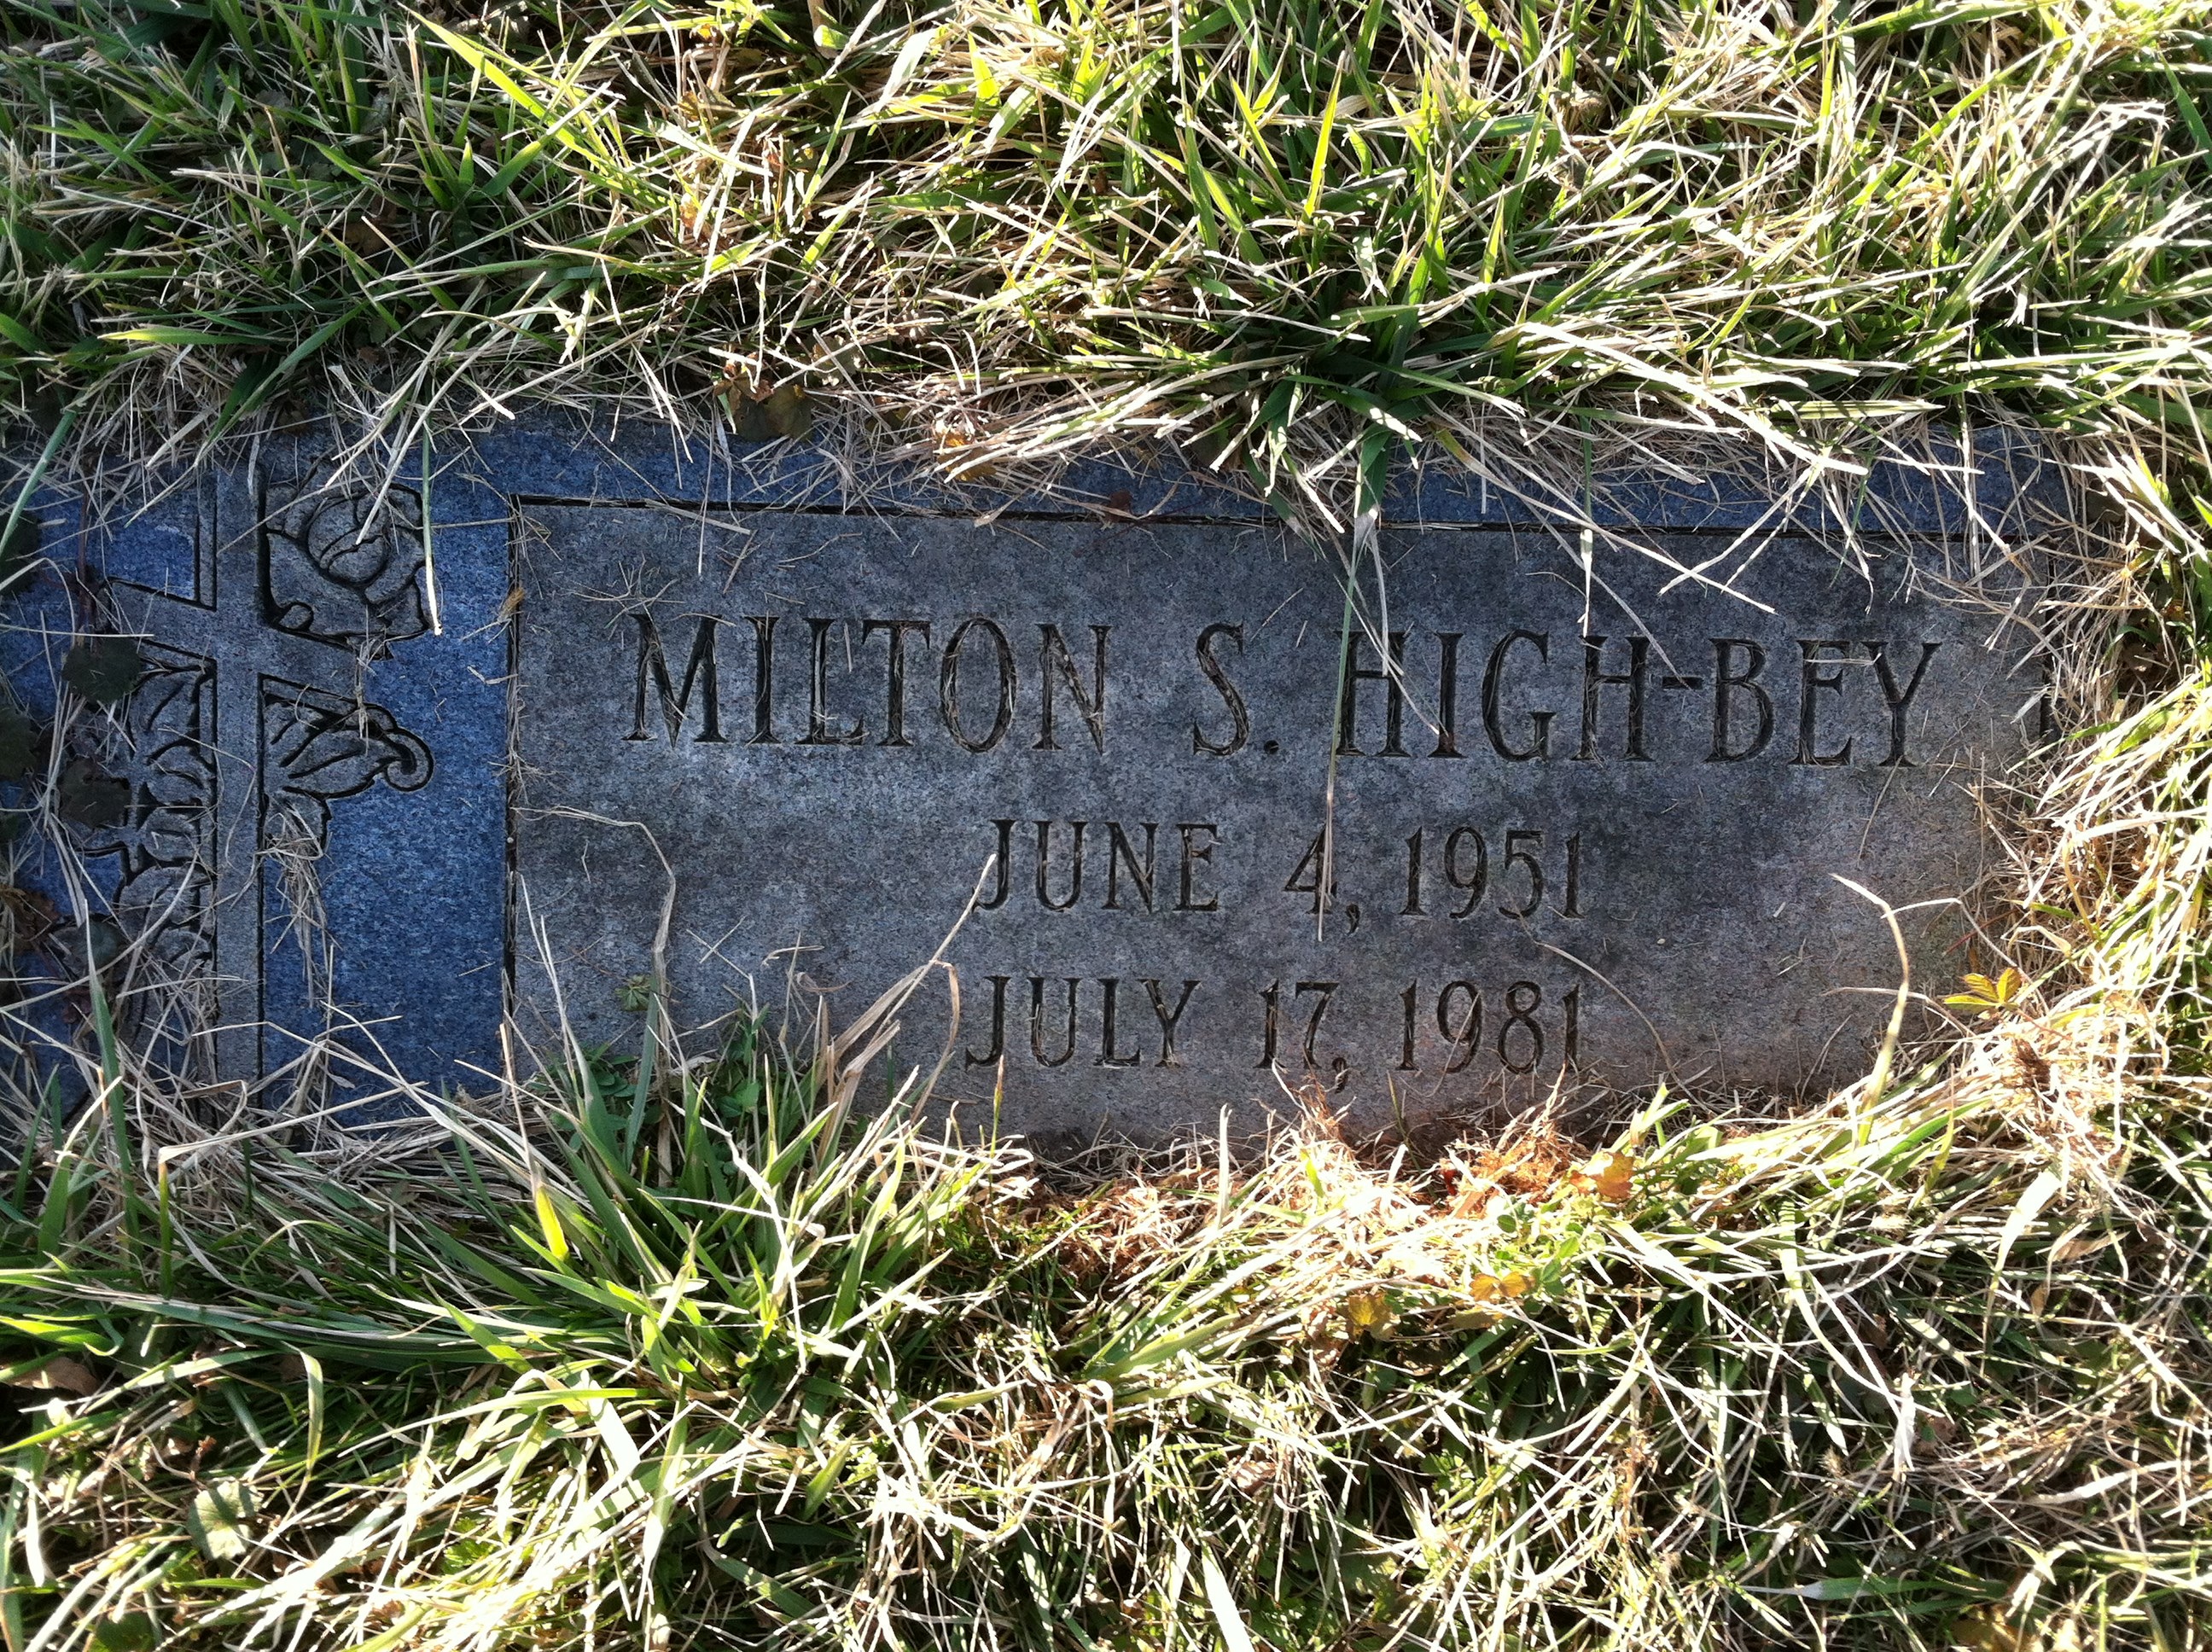 MILTON S. HIGH-BEY
JUNE 4, 1951
JULY 17, 1981